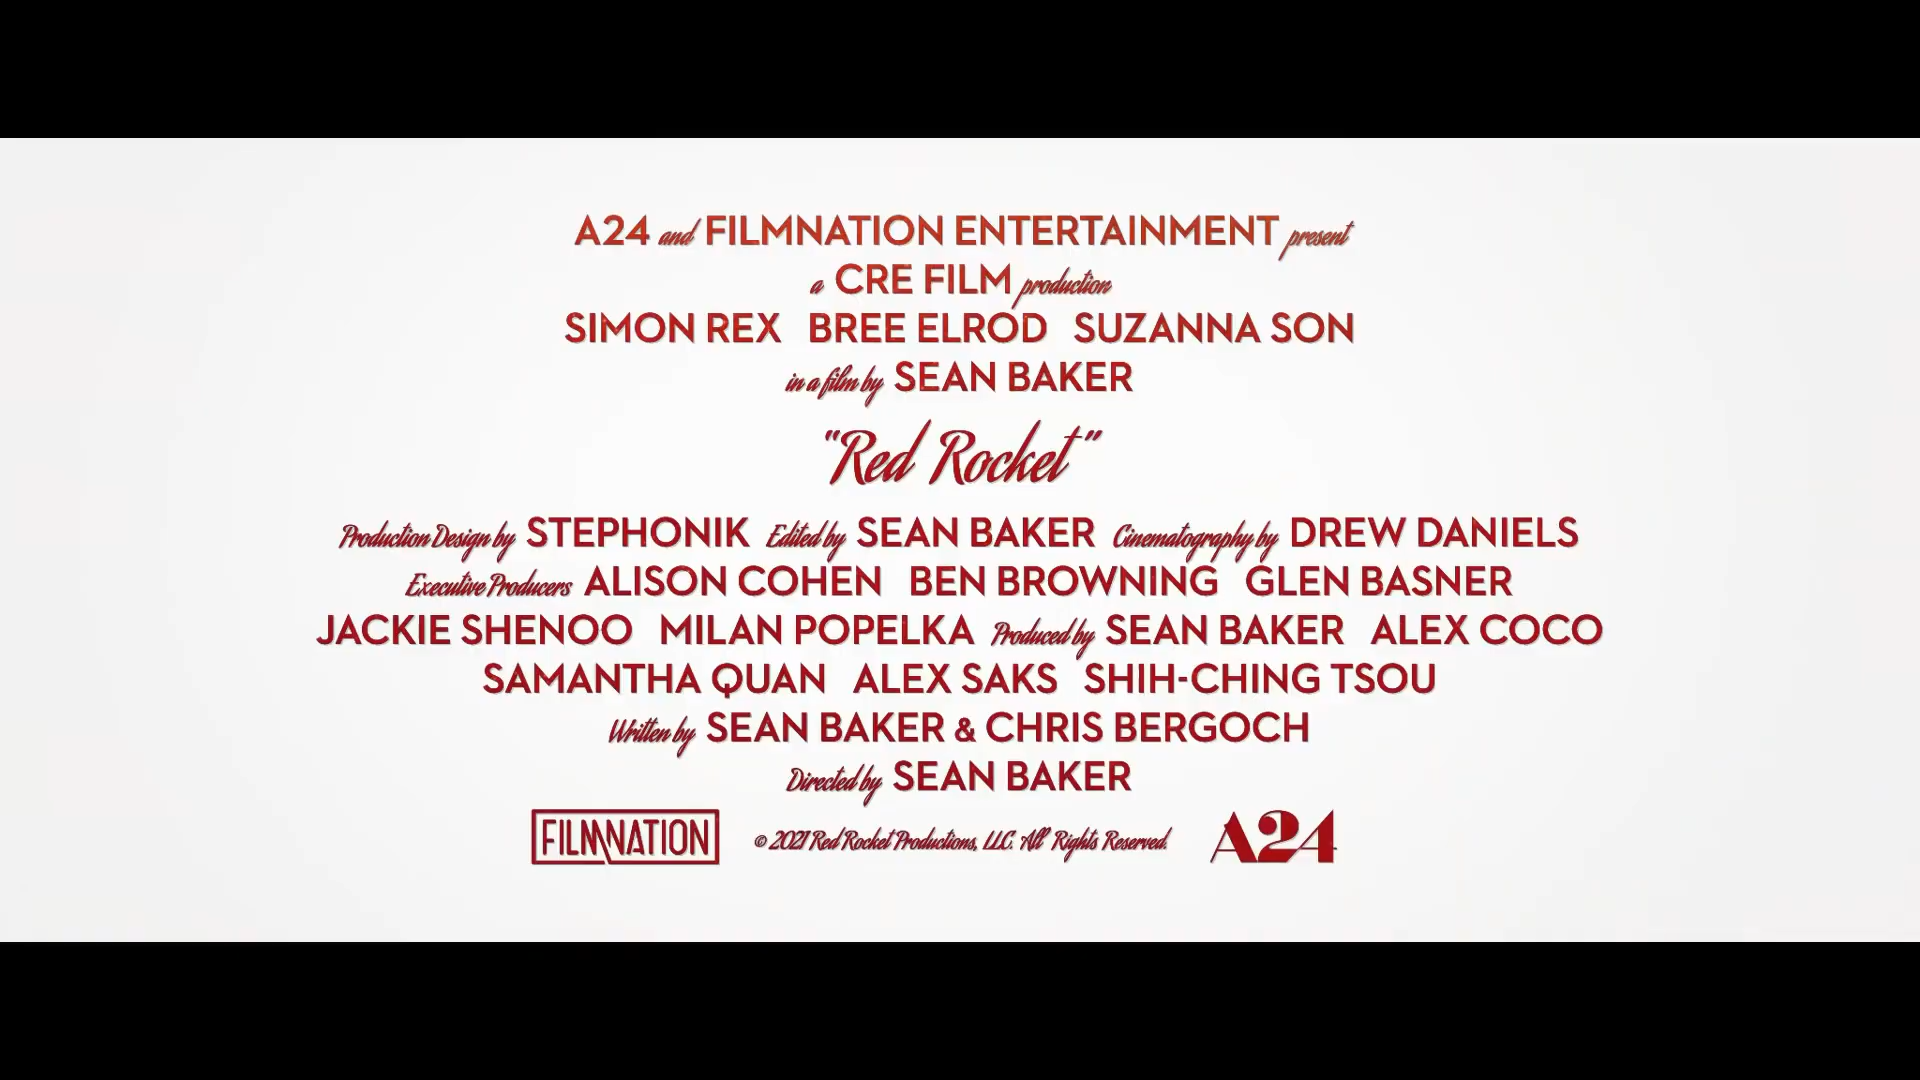 A24 and FILMNATION ENTERTAINMENT present
a CRE FILM production
SIMON REX BREE ELROD SUZANNA SON
in a film by SEAN BAKER
"Red Rocket"
Production Design by STEPHONIK Edited by SEAN BAKER Cinematography by DREW DANIELS
Executive Producers ALISON COHEN BEN BROWNING GLEN BASNER
JACKIE SHENOO MILAN POPELKA Produced by SEAN BAKER ALEX COCO
SAMANTHA QUAN ALEX SAKS SHIH-CHING TSOU
Written by SEAN BAKER & CHRIS BERGOCH
Directed by SEAN BAKER
FILMNATION © 2021 Red Rocket Productions, LLC. All Rights Reserved. A24